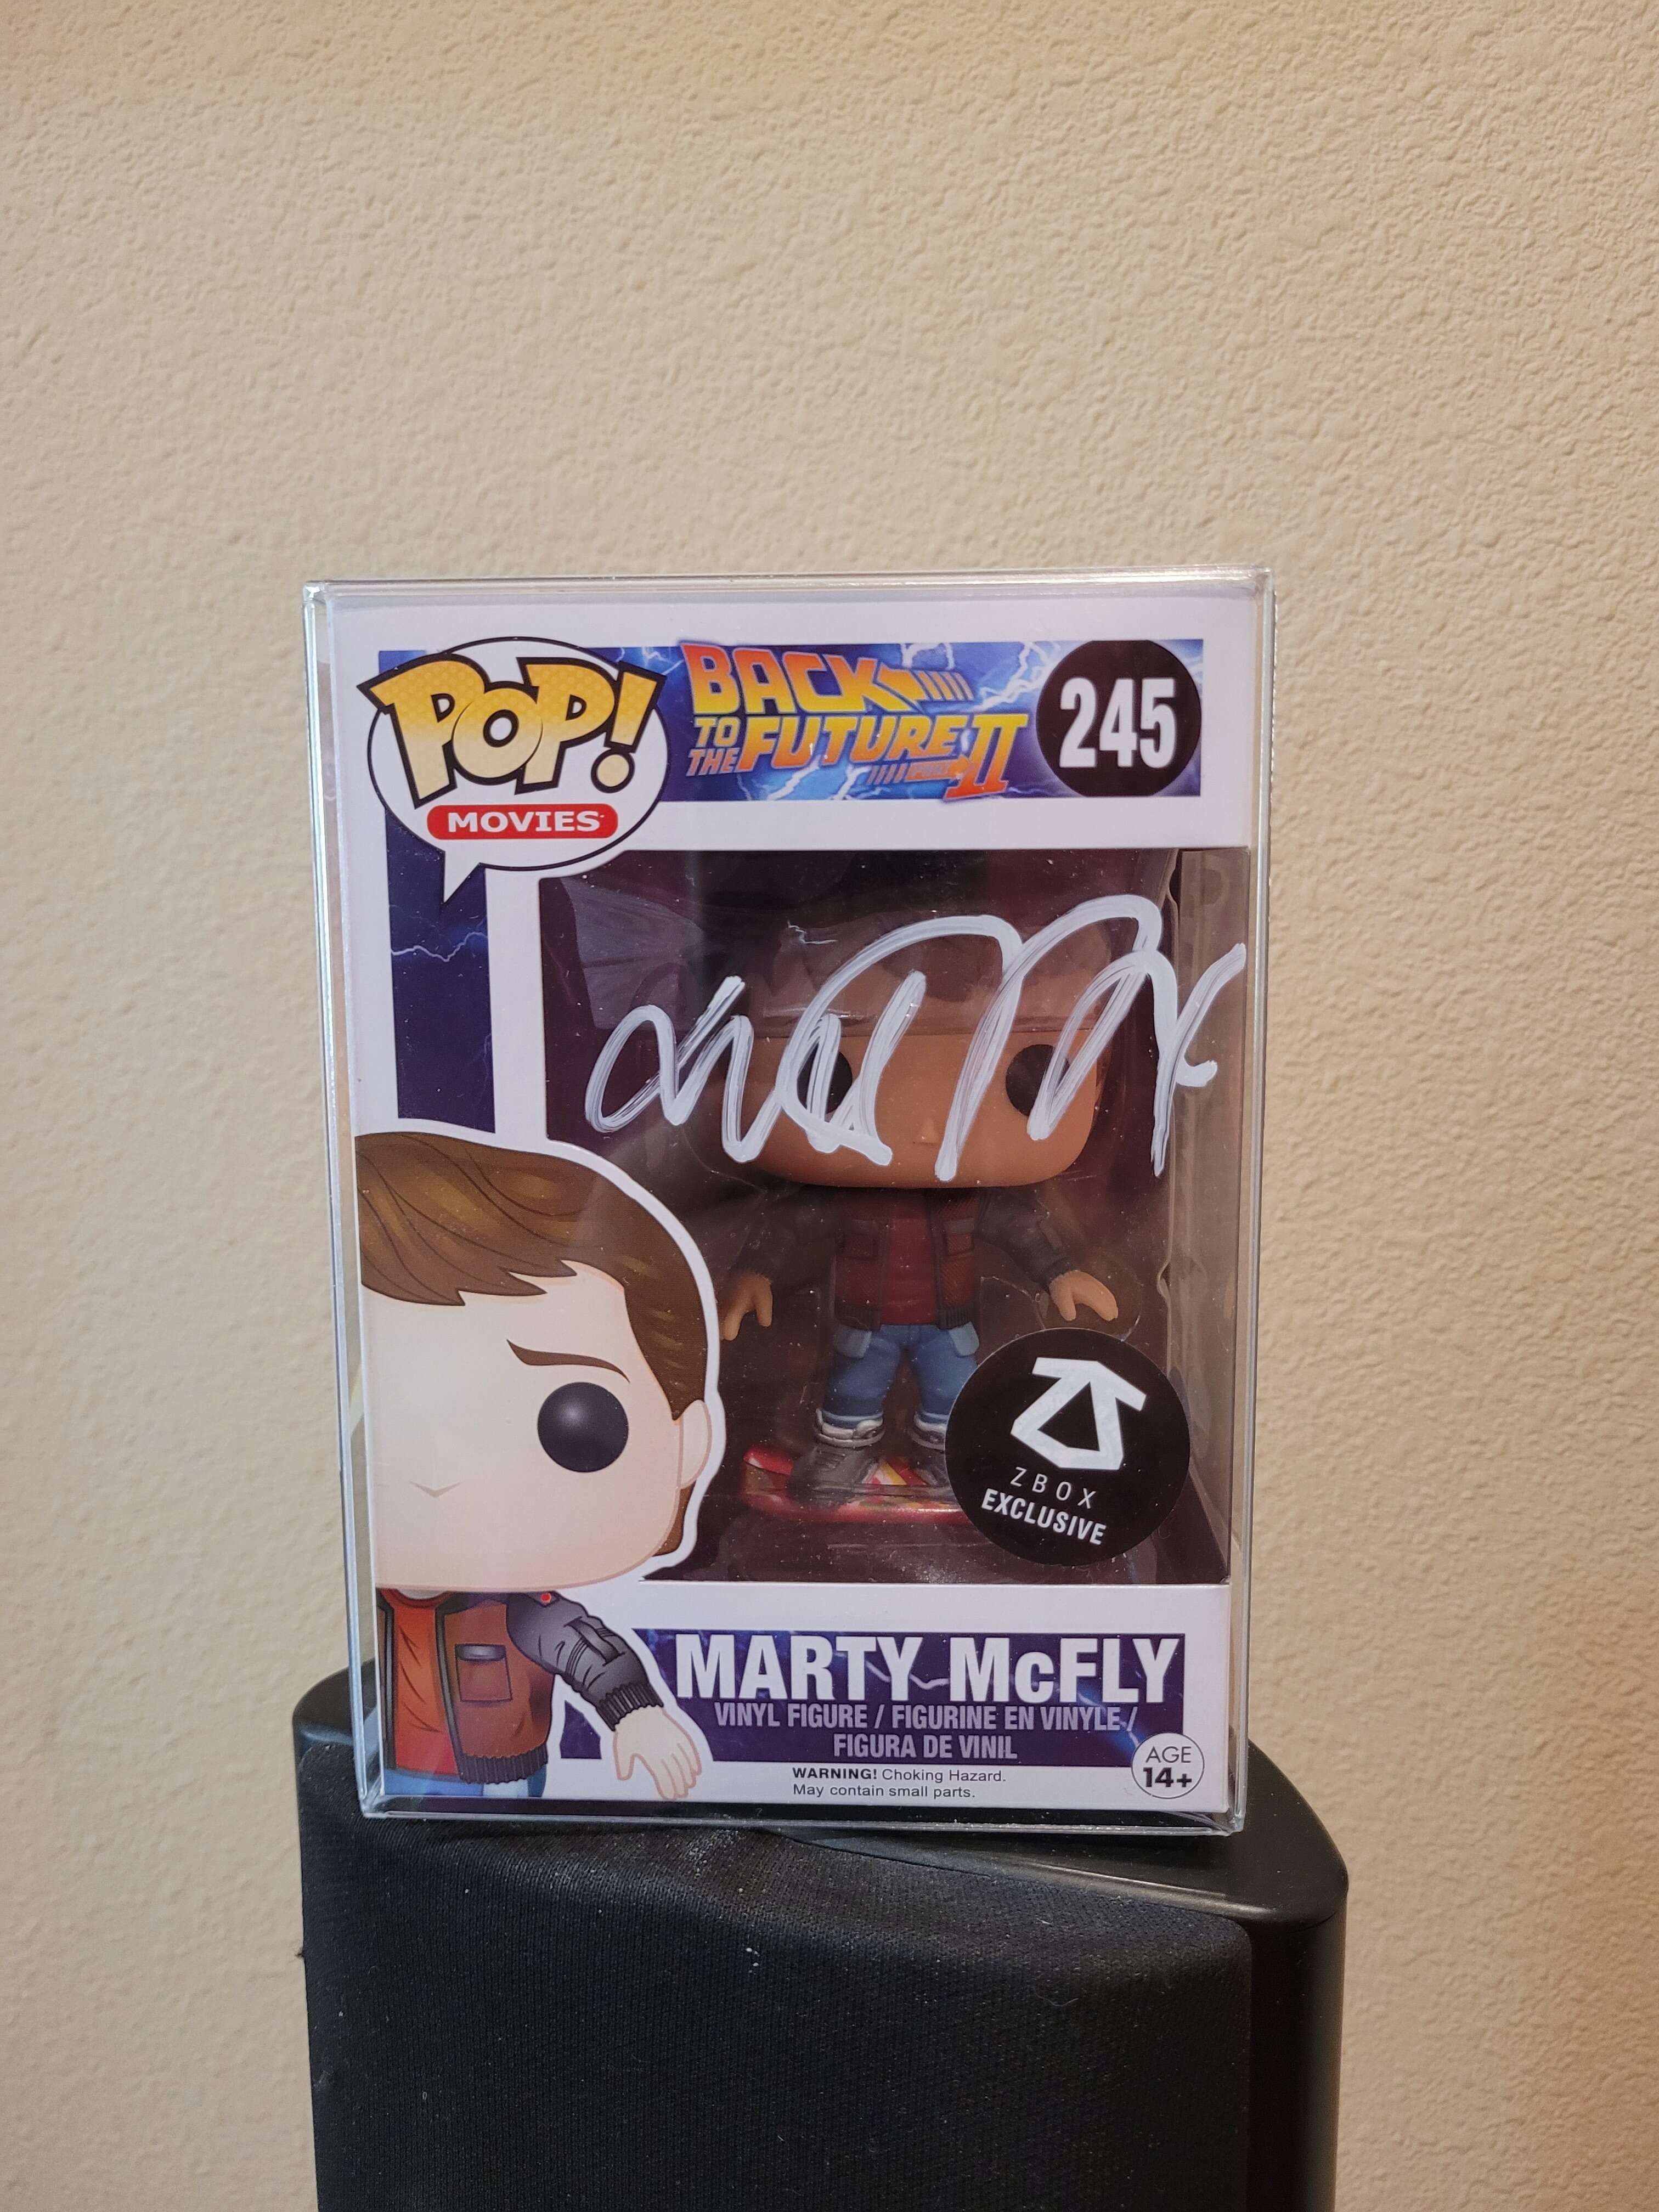 POP!
MOVIES
BACK
TO THE FUTURE
PART II
245
ZBOX
EXCLUSIVE
MARTY McFLY
VINYL FIGURE / FIGURINE EN VINYLE /
FIGURA DE VINIL
WARNING! Choking Hazard.
May contain small parts.
AGE
14+